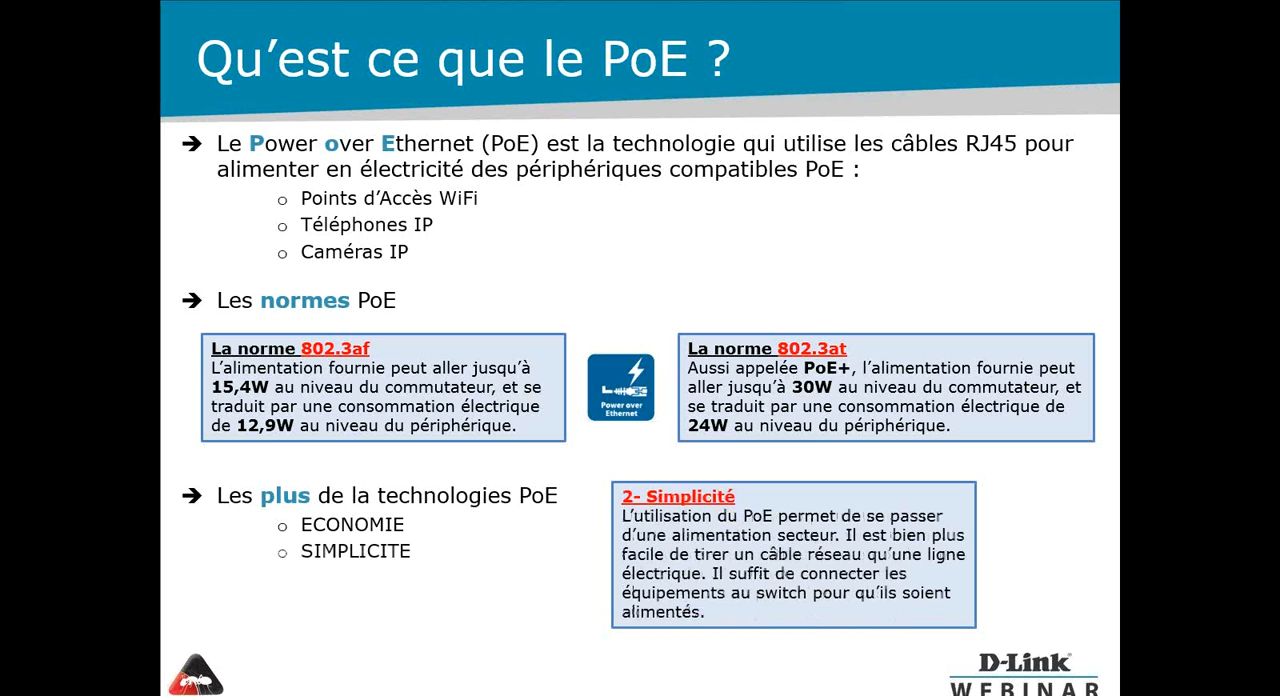 Qu’est ce que le PoE ?
➔ Le Power over Ethernet (PoE) est la technologie qui utilise les câbles RJ45 pour
alimenter en électricité des périphériques compatibles PoE :
o Points d’Accès WiFi
o Téléphones IP
o Caméras IP
➔ Les normes PoE
La norme 802.3af
L’alimentation fournie peut aller jusqu’à
15,4W au niveau du commutateur, et se
traduit par une consommation électrique
de 12,9W au niveau du périphérique.
Power over
Ethernet
La norme 802.3at
Aussi appelée PoE+, l’alimentation fournie peut
aller jusqu’à 30W au niveau du commutateur, et
se traduit par une consommation électrique de
24W au niveau du périphérique.
➔ Les plus de la technologies PoE
o ECONOMIE
o SIMPLICITE
2- Simplicité
L’utilisation du PoE permet de se passer
d’une alimentation secteur. Il est bien plus
facile de tirer un câble réseau qu’une ligne
électrique. Il suffit de connecter les
équipements au switch pour qu’ils soient
alimentés.
D-Link
WEBINAR